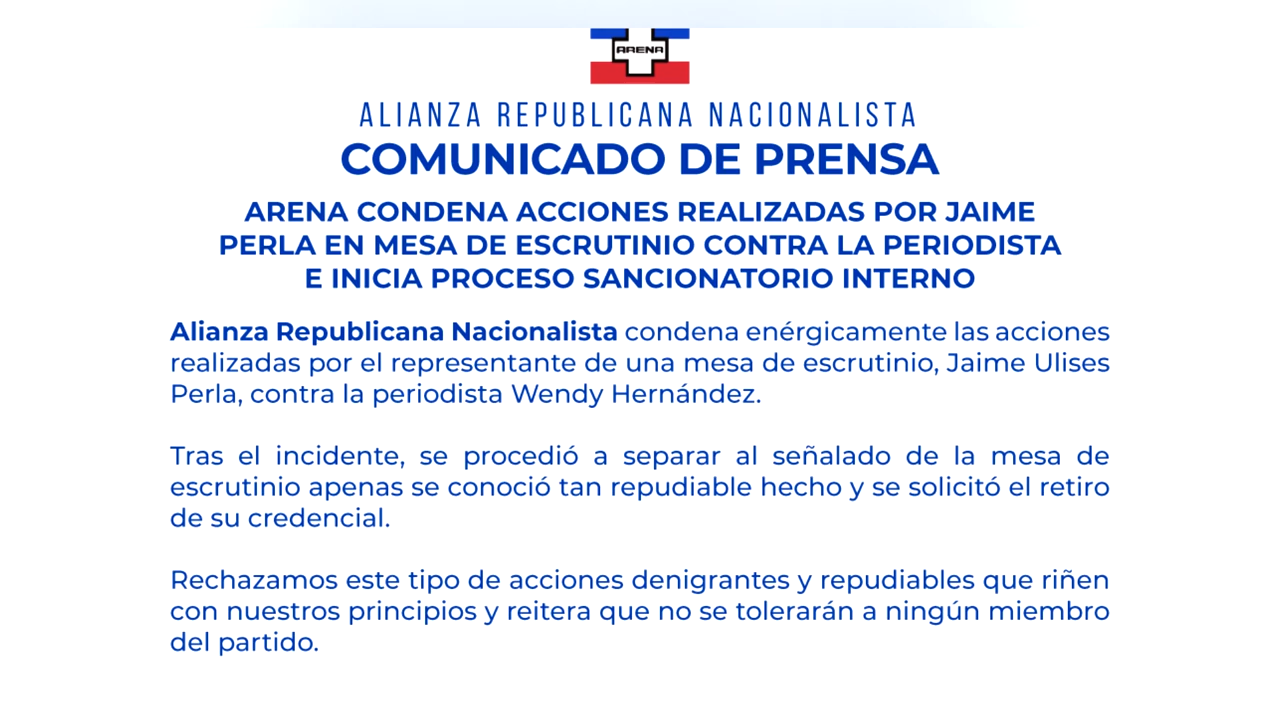 ARENA
ALIANZA REPUBLICANA NACIONALISTA
COMUNICADO DE PRENSA
ARENA CONDENA ACCIONES REALIZADAS POR JAIME
PERLA EN MESA DE ESCRUTINIO CONTRA LA PERIODISTA
E INICIA PROCESO SANCIONATORIO INTERNO
Alianza Republicana Nacionalista condena enérgicamente las acciones
realizadas por el representante de una mesa de escrutinio, Jaime Ulises
Perla, contra la periodista Wendy Hernández.
Tras el incidente, se procedió a separar al señalado de la mesa de
escrutinio apenas se conoció tan repudiable hecho y se solicitó el retiro
de su credencial.
Rechazamos este tipo de acciones denigrantes y repudiables que riñen
con nuestros principios y reitera que no se tolerarán a ningún miembro
del partido.